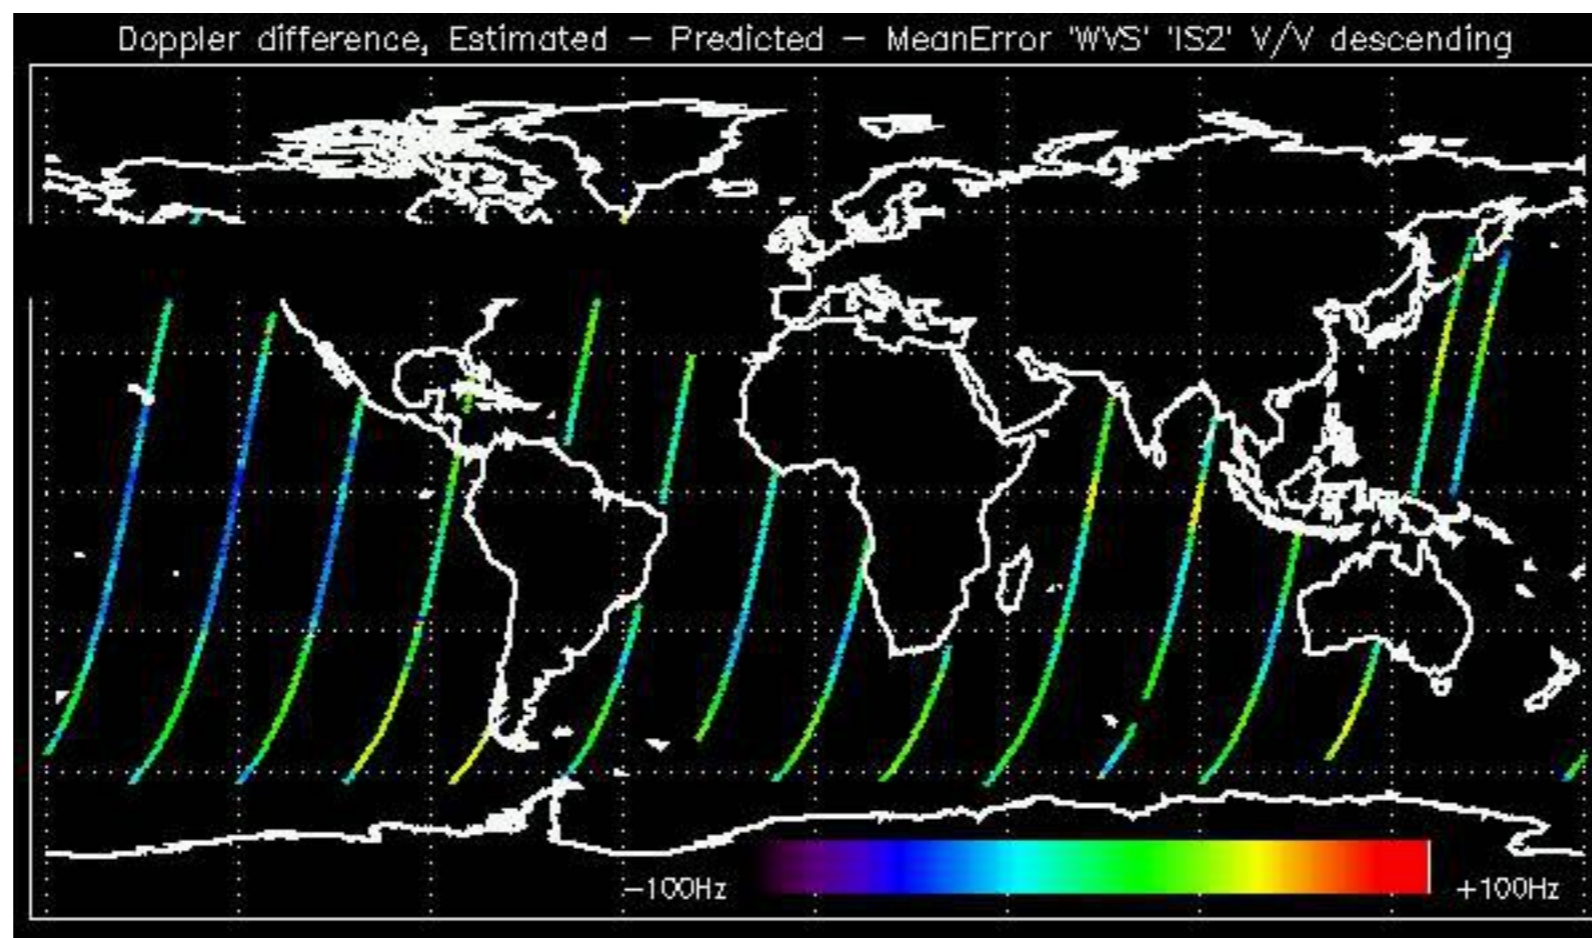 Doppler difference, Estimated – Predicted – MeanError 'WVS' 'IS2' V/V descending
-100Hz
+100Hz